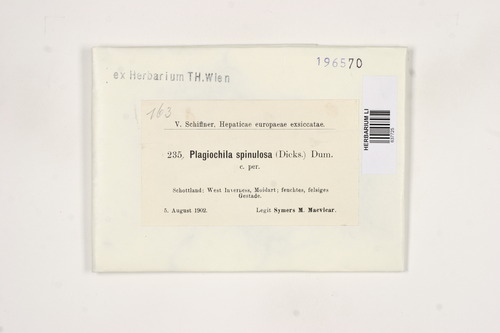 196570
ex Herbarium T.H. Wien
163
V. Schiffner. Hepaticae europaeae exsiccatae.
235. Plagiochila spinulosa (Dicks.) Dum.
c. per.
Schottland: West Inverness, Moidart; feuchtes, felsiges
Gestade.
5. August 1902. Legit Symers M. Macvicar.
HERBARIUM LI